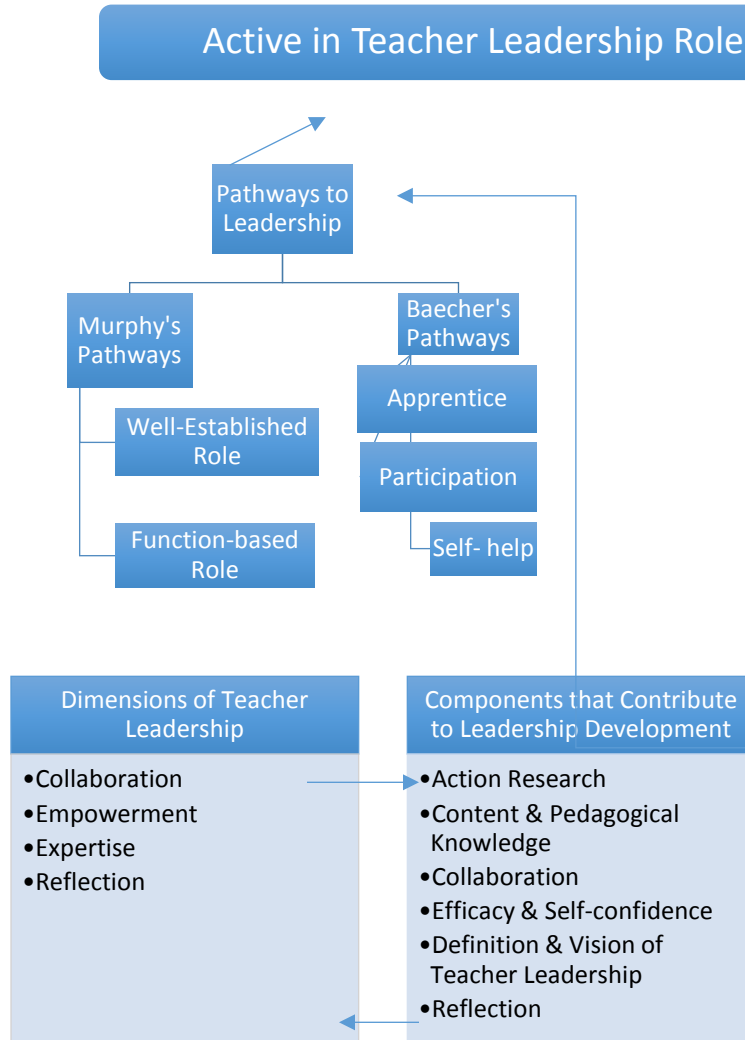 Active in Teacher Leadership Role
Pathways to
Leadership
Murphy's
Pathways
Well-Established
Role
Function-based
Role
Baecher's
Pathways
Apprentice
Participation
Self- help
Dimensions of Teacher
Leadership
•Collaboration
•Empowerment
•Expertise
•Reflection
Components that Contribute
to Leadership Development
•Action Research
•Content & Pedagogical
Knowledge
•Collaboration
•Efficacy & Self-confidence
•Definition & Vision of
Teacher Leadership
•Reflection